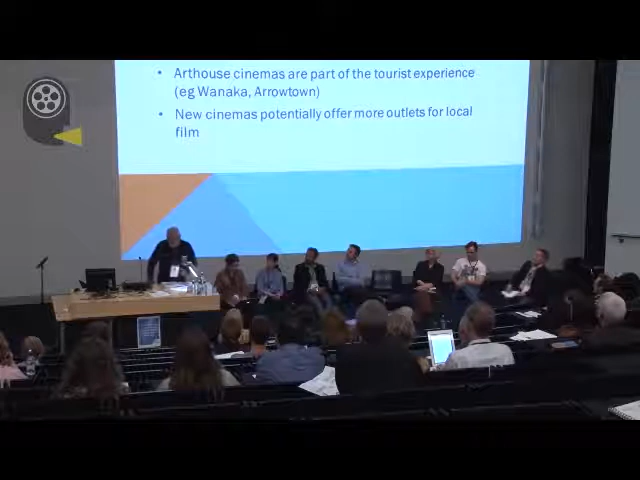 • Arthouse cinemas are part of the tourist experience
(eg Wanaka, Arrowtown)
• New cinemas potentially offer more outlets for local
film